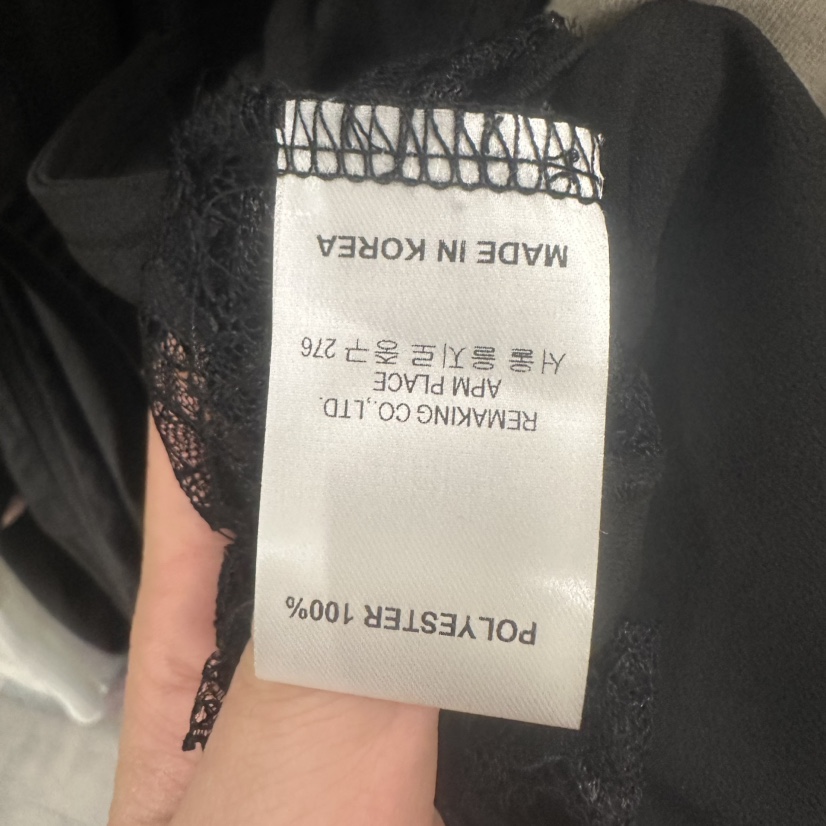 POLYESTER 100%
REMAKING CO.,LTD.
APM PLACE
서울 을지로 중구 276
MADE IN KOREA